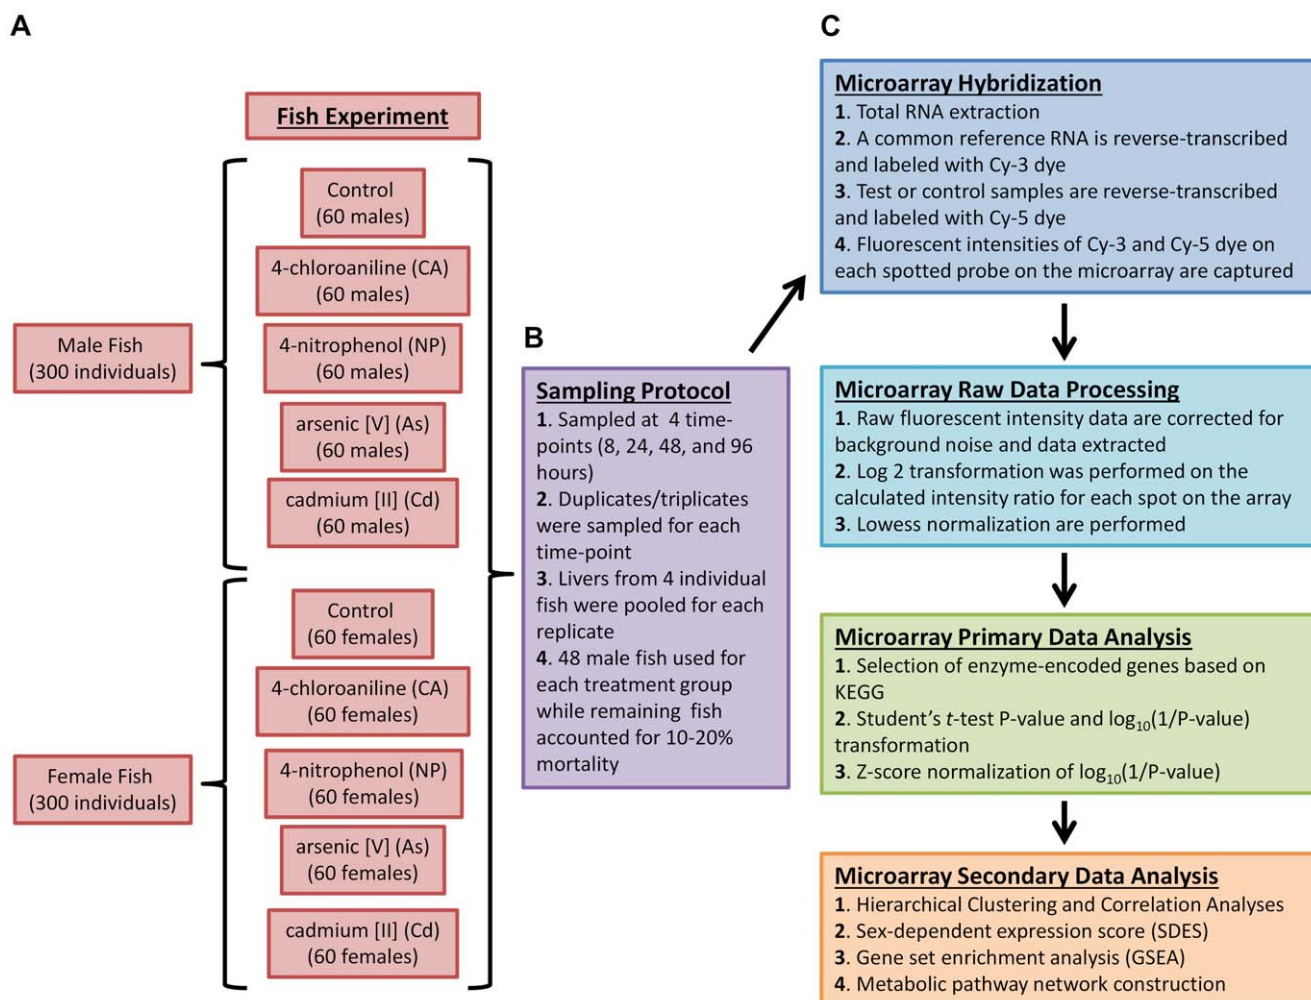 A
Fish Experiment
Male Fish
(300 individuals)
Control
(60 males)
4-chloroaniline (CA)
(60 males)
4-nitrophenol (NP)
(60 males)
arsenic [V] (As)
(60 males)
cadmium [II] (Cd)
(60 males)
Female Fish
(300 individuals)
Control
(60 females)
4-chloroaniline (CA)
(60 females)
4-nitrophenol (NP)
(60 females)
arsenic [V] (As)
(60 females)
cadmium [II] (Cd)
(60 females)
B
Sampling Protocol
1. Sampled at 4 time-
points (8, 24, 48, and 96
hours)
2. Duplicates/triplicates
were sampled for each
time-point
3. Livers from 4 individual
fish were pooled for each
replicate
4. 48 male fish used for
each treatment group
while remaining fish
accounted for 10-20%
mortality
C
Microarray Hybridization
1. Total RNA extraction
2. A common reference RNA is reverse-transcribed
and labeled with Cy-3 dye
3. Test or control samples are reverse-transcribed
and labeled with Cy-5 dye
4. Fluorescent intensities of Cy-3 and Cy-5 dye on
each spotted probe on the microarray are captured
Microarray Raw Data Processing
1. Raw fluorescent intensity data are corrected for
background noise and data extracted
2. Log 2 transformation was performed on the
calculated intensity ratio for each spot on the array
3. Lowess normalization are performed
Microarray Primary Data Analysis
1. Selection of enzyme-encoded genes based on
KEGG
2. Student’s t-test P-value and log₁₀(1/P-value)
transformation
3. Z-score normalization of log₁₀(1/P-value)
Microarray Secondary Data Analysis
1. Hierarchical Clustering and Correlation Analyses
2. Sex-dependent expression score (SDES)
3. Gene set enrichment analysis (GSEA)
4. Metabolic pathway network construction